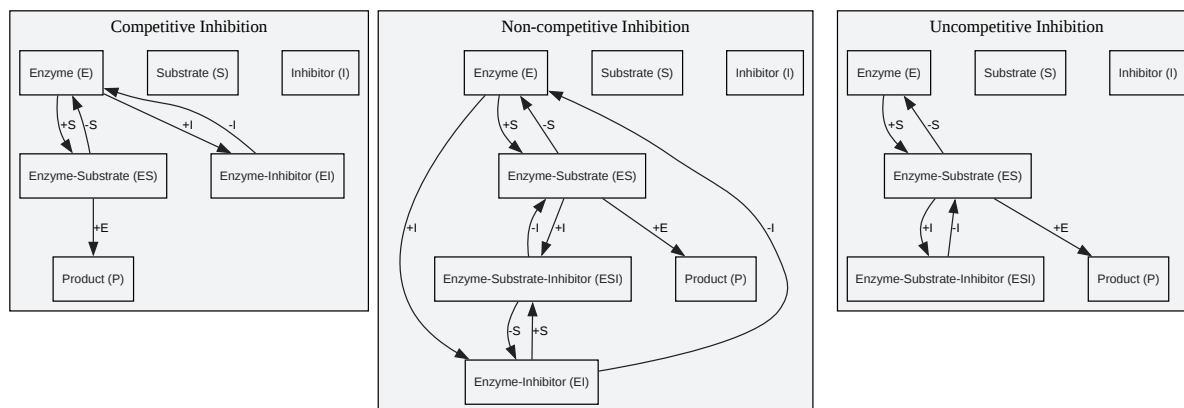 Competitive Inhibition
Enzyme (E)
Substrate (S)
Inhibitor (I)
+S
-S
+I
-I
Enzyme-Substrate (ES)
Enzyme-Inhibitor (EI)
+E
Product (P)
Non-competitive Inhibition
Enzyme (E)
Substrate (S)
Inhibitor (I)
+S
-S
Enzyme-Substrate (ES)
+I
-I
+I
+E
-I
Enzyme-Substrate-Inhibitor (ESI)
Product (P)
-S
+S
Enzyme-Inhibitor (EI)
Uncompetitive Inhibition
Enzyme (E)
Substrate (S)
Inhibitor (I)
+S
-S
Enzyme-Substrate (ES)
+I
-I
+E
Enzyme-Substrate-Inhibitor (ESI)
Product (P)